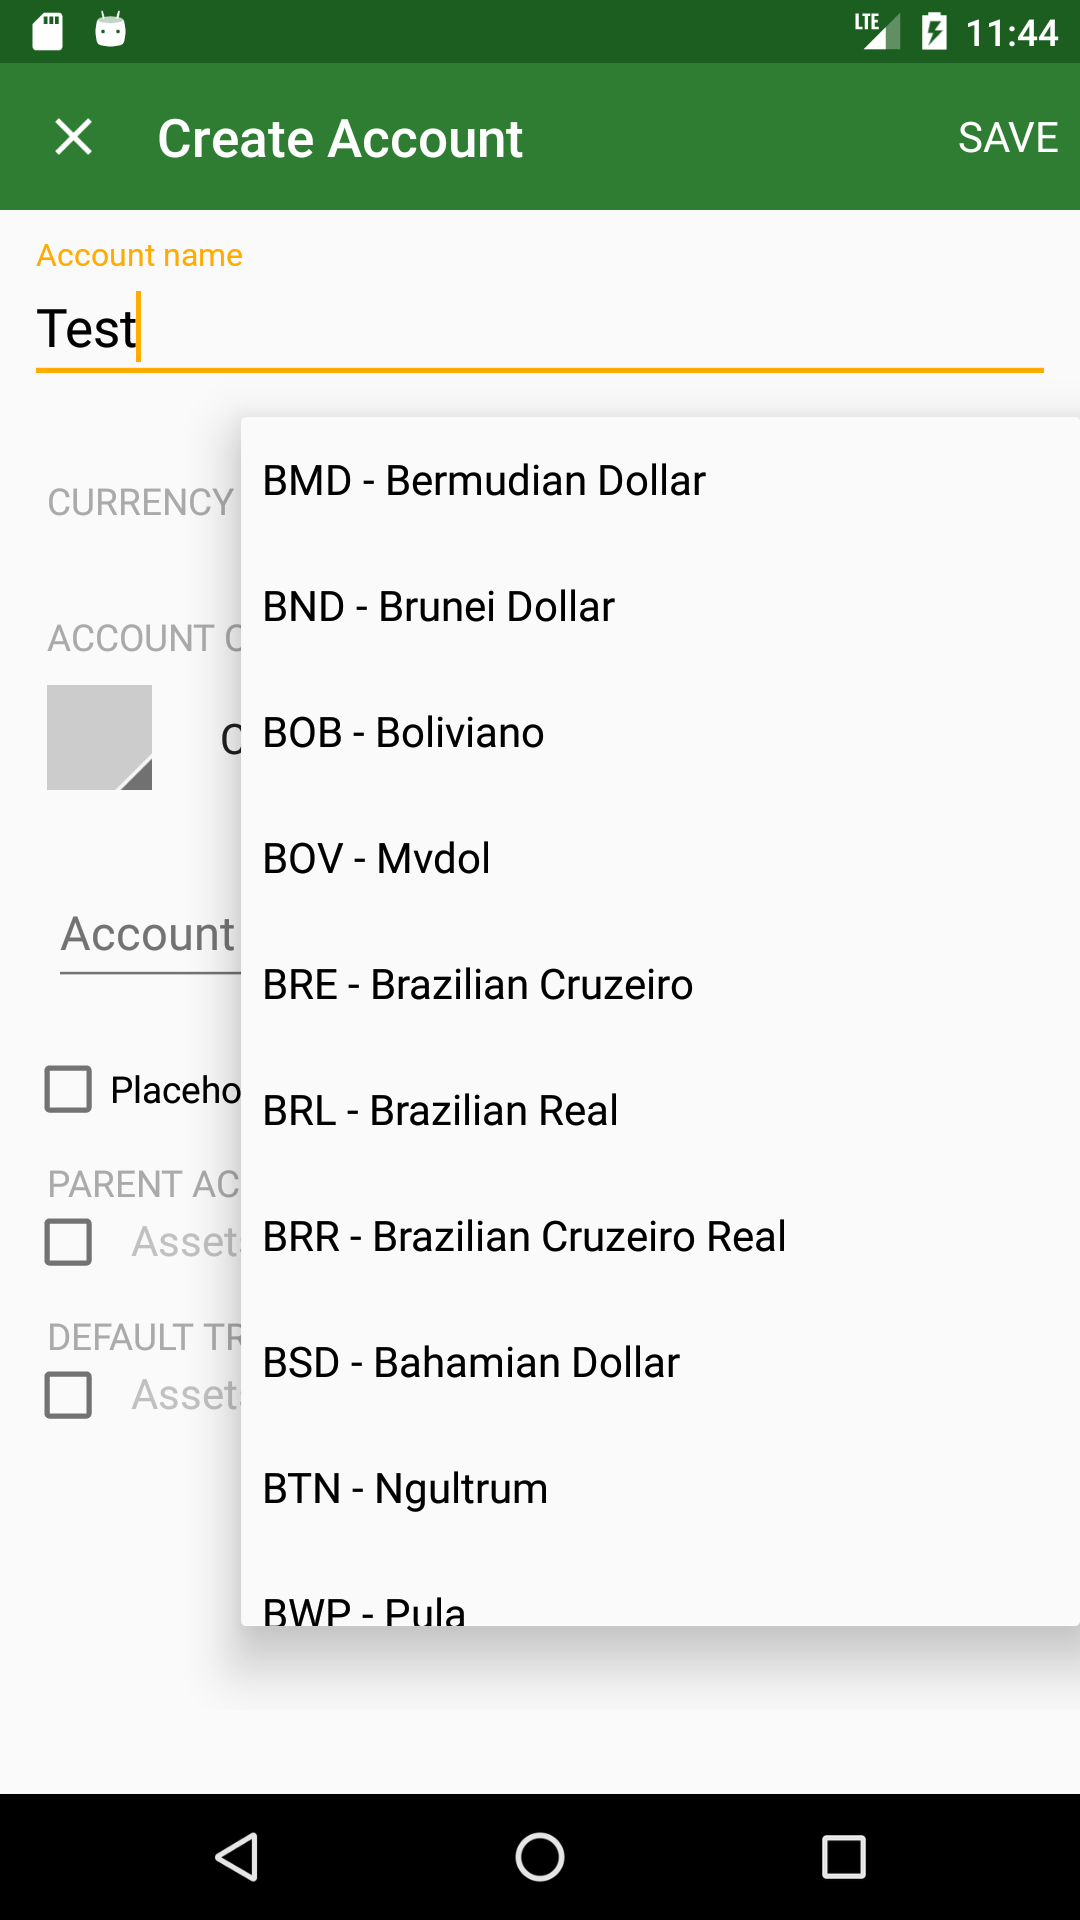 LTE 11:44
Create Account SAVE
Account name
Test
BMD - Bermudian Dollar
CURRENCY
BND - Brunei Dollar
ACCOUNT
BOB - Boliviano
BOV - Mvdol
Account
BRE - Brazilian Cruzeiro
Placeho
BRL - Brazilian Real
PARENT AC
Assets
BRR - Brazilian Cruzeiro Real
DEFAULT TR
BSD - Bahamian Dollar
Assets
BTN - Ngultrum
BWP - Pula